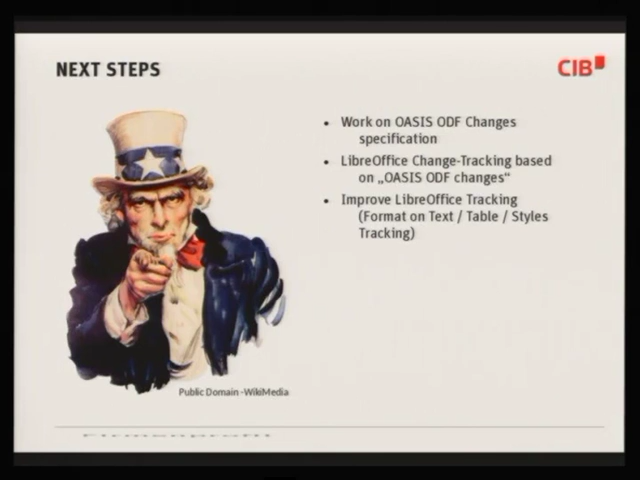 NEXT STEPS
CIB
• Work on OASIS ODF Changes
specification
• LibreOffice Change-Tracking based
on „OASIS ODF changes“
• Improve LibreOffice Tracking
(Format on Text / Table / Styles
Tracking)
Public Domain -WikiMedia